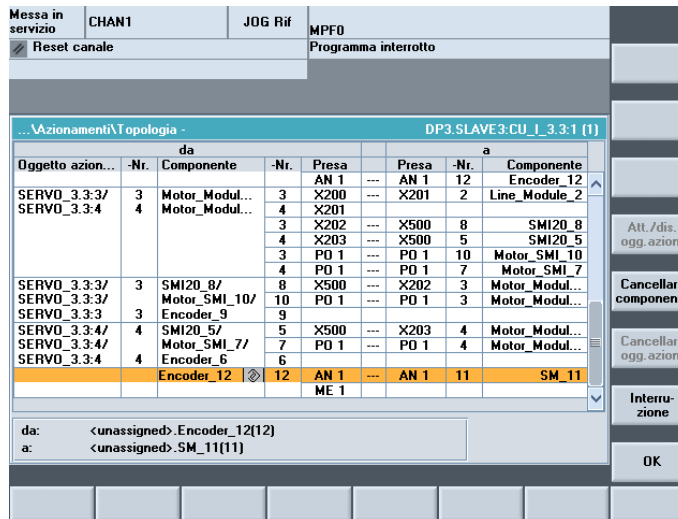 Messa in servizio CHAN1 JOG Rif MPF0
Reset canale Programma interrotto
...\Azionamenti\Topologia - DP3.SLAVE3:CU_I_3.3:1 (1)
da a
Oggetto azion... -Nr. Componente -Nr. Presa Presa -Nr. Componente
AN 1 --- AN 1 12 Encoder_12
SERVO_3.3:3/ 3 Motor_Modul... 3 X200 --- X201 2 Line_Module_2
SERVO_3.3:4 4 Motor_Modul... 4 X201
3 X202 --- X500 8 SMI20_8
4 X203 --- X500 5 SMI20_5
3 PO 1 --- PO 1 10 Motor_SMI_10
4 PO 1 --- PO 1 7 Motor_SMI_7
SERVO_3.3:3/ 3 SMI20_8/ 8 X500 --- X202 3 Motor_Modul...
SERVO_3.3:3/ Motor_SMI_10/ 10 PO 1 --- PO 1 3 Motor_Modul...
SERVO_3.3:3 3 Encoder_9 9
SERVO_3.3:4/ 4 SMI20_5/ 5 X500 --- X203 4 Motor_Modul...
SERVO_3.3:4/ Motor_SMI_7/ 7 PO 1 --- PO 1 4 Motor_Modul...
SERVO_3.3:4 4 Encoder_6 6
Encoder_12 12 AN 1 --- AN 1 11 SM_11
ME 1
da: <unassigned>.Encoder_12(12)
a: <unassigned>.SM_11(11)
Att./dis.
ogg.azion
Cancellar
componen
Cancellar
ogg.azion
Interru-
zione
OK